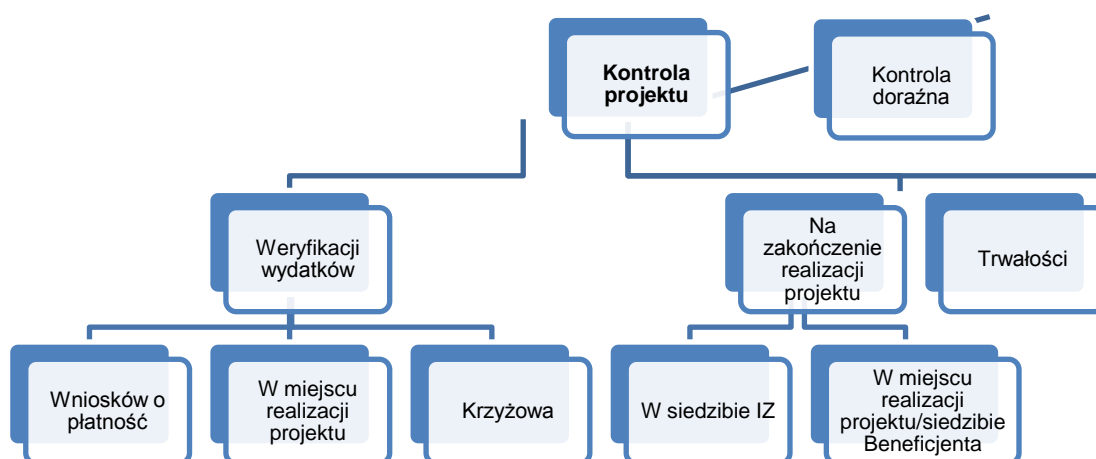 Kontrola
projektu
Kontrola
doraźna
Weryfikacji
wydatków
Na
zakończenie
realizacji
projektu
Trwałości
Wniosków o
płatność
W miejscu
realizacji
projektu
Krzyżowa
W siedzibie IZ
W miejscu
realizacji
projektu/siedzibie
Beneficjenta